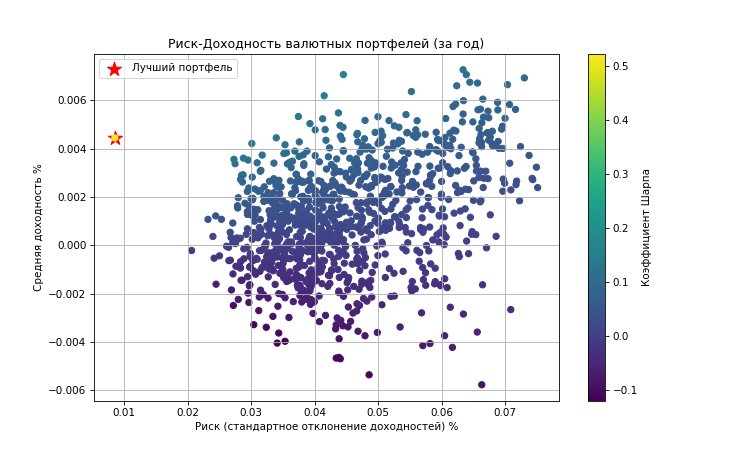 Риск-Доходность валютных портфелей (за год)
Лучший портфель
Средняя доходность %
0.006
0.004
0.002
0.000
−0.002
−0.004
−0.006
0.01 0.02 0.03 0.04 0.05 0.06 0.07
Риск (стандартное отклонение доходностей) %
0.5
0.4
0.3
0.2
0.1
0.0
−0.1
Коэффициент Шарпа